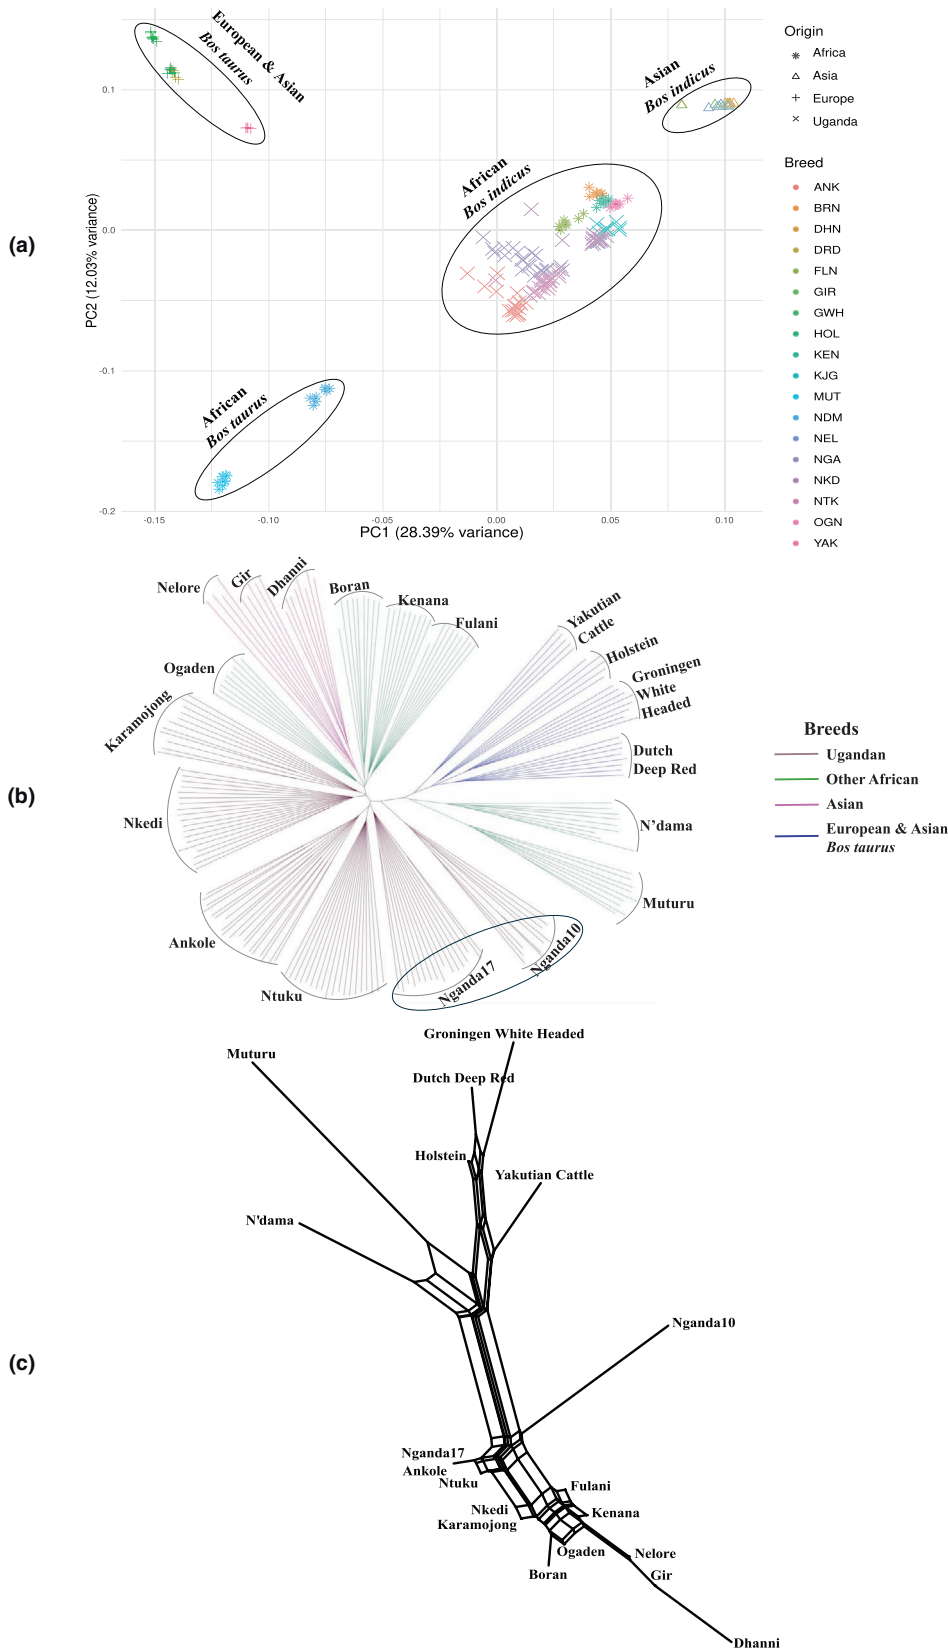 (a)
European & Asian
Bos taurus
Asian
Bos indicus
African
Bos indicus
African
Bos taurus
PC2 (12.03% variance)
0.1
0.0
-0.1
-0.2
-0.15
-0.10
-0.05
0.00
0.05
0.10
PC1 (28.39% variance)
Origin
Africa
Asia
Europe
Uganda
Breed
ANK
BRN
DHN
DRD
FLN
GIR
GWH
HOL
KEN
KJG
MUT
NDM
NEL
NGA
NKD
NTK
OGN
YAK
(b)
Nelore
Gir
Dhanni
Boran
Kenana
Fulani
Yakutian
Cattle
Holstein
Groningen
White
Headed
Dutch
Deep Red
N'dama
Muturu
Nganda10
Nganda17
Ntuku
Ankole
Nkedi
Karamojong
Ogaden
Breeds
Ugandan
Other African
Asian
European & Asian
Bos taurus
(c)
Groningen White Headed
Muturu
Dutch Deep Red
Holstein
Yakutian Cattle
N'dama
Nganda10
Nganda17
Ankole
Ntuku
Fulani
Nkedi
Kenana
Karamojong
Ogaden
Nelore
Boran
Gir
Dhanni